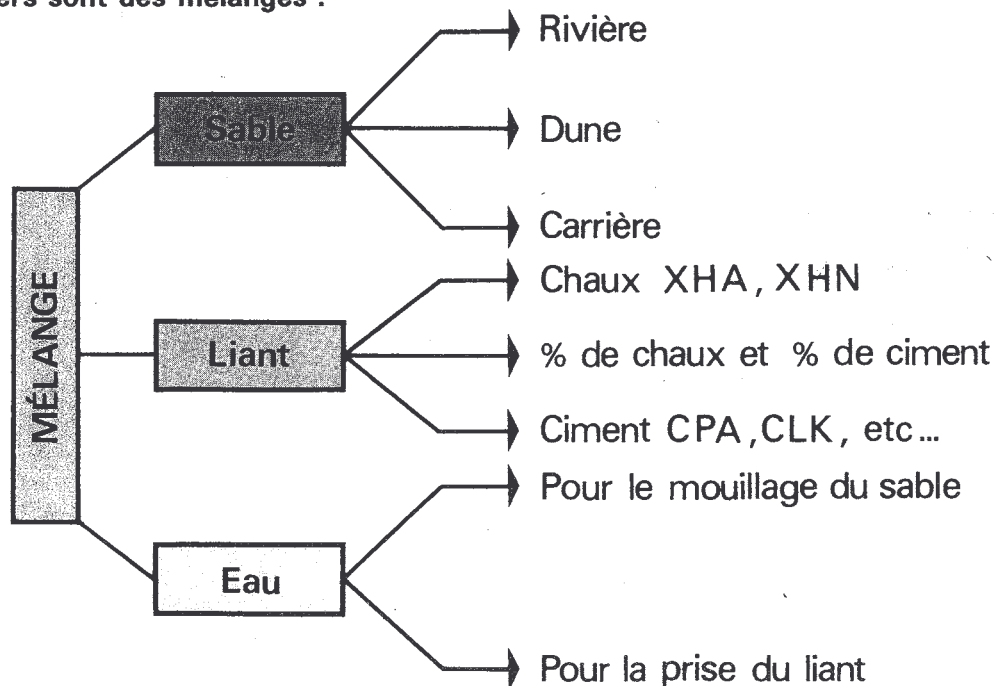 sont des mélanges :
MÉLANGE
Sable
Rivière
Dune
Carrière
Liant
Chaux XHA, XHN
% de chaux et % de ciment
Ciment CPA, CLK, etc...
Eau
Pour le mouillage du sable
Pour la prise du liant